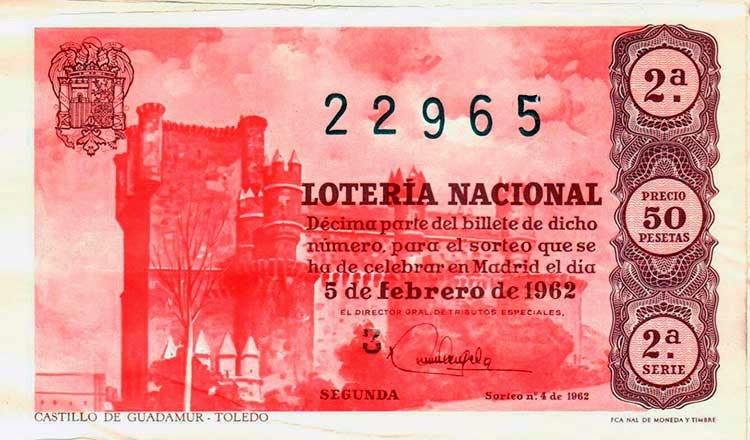 22965
2ª
LOTERÍA NACIONAL
Décima parte del billete de dicho
número, para el sorteo que se
ha de celebrar en Madrid el día
5 de febrero de 1962
PRECIO
50
PESETAS
EL DIRECTOR GRAL. DE TRIBUTOS ESPECIALES,
3
2ª
SERIE
SEGUNDA
Sorteo nº. 4 de 1962
CASTILLO DE GUADAMUR - TOLEDO
FCA NAL DE MONEDA Y TIMBRE